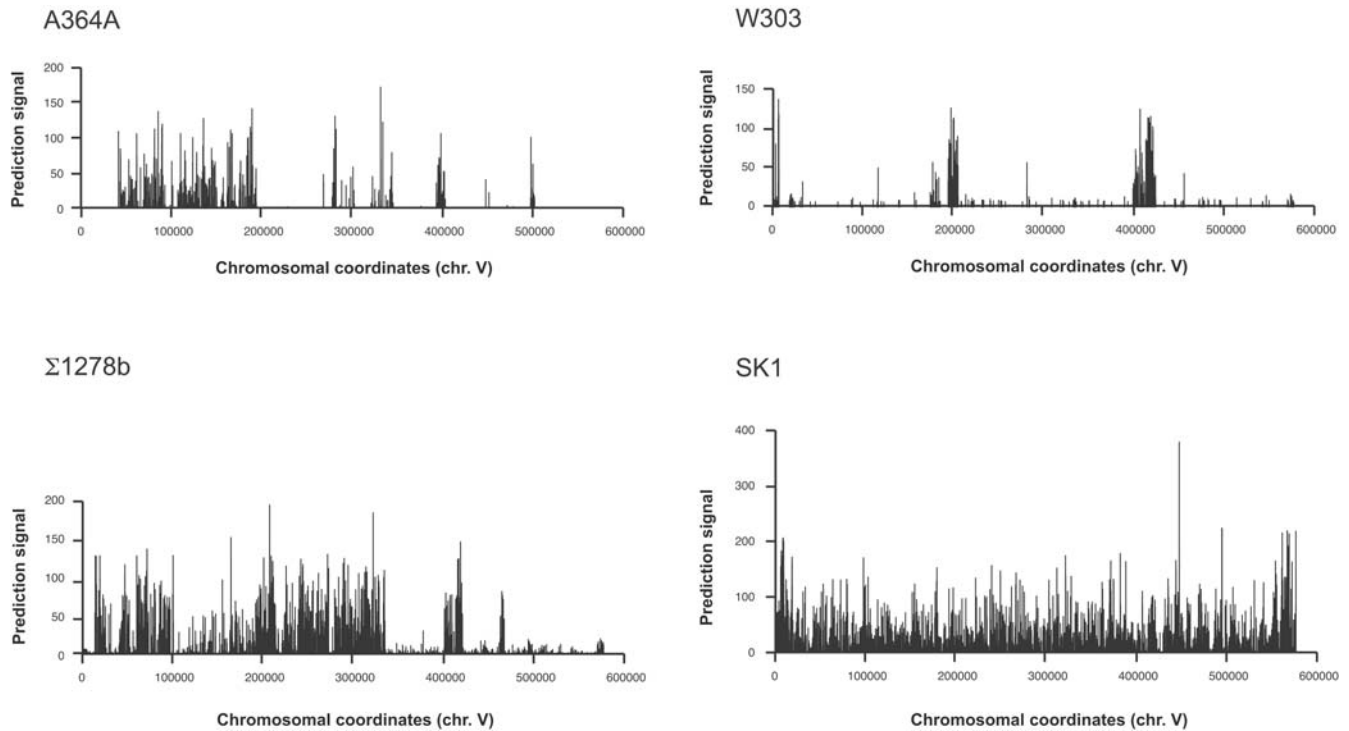 A364A
200
150
100
50
0
Prediction signal
0 100000 200000 300000 400000 500000 600000
Chromosomal coordinates (chr. V)
W303
150
100
50
0
Prediction signal
0 100000 200000 300000 400000 500000 600000
Chromosomal coordinates (chr. V)
Σ1278b
200
150
100
50
0
Prediction signal
0 100000 200000 300000 400000 500000 600000
Chromosomal coordinates (chr. V)
SK1
400
300
200
100
0
Prediction signal
0 100000 200000 300000 400000 500000 600000
Chromosomal coordinates (chr. V)